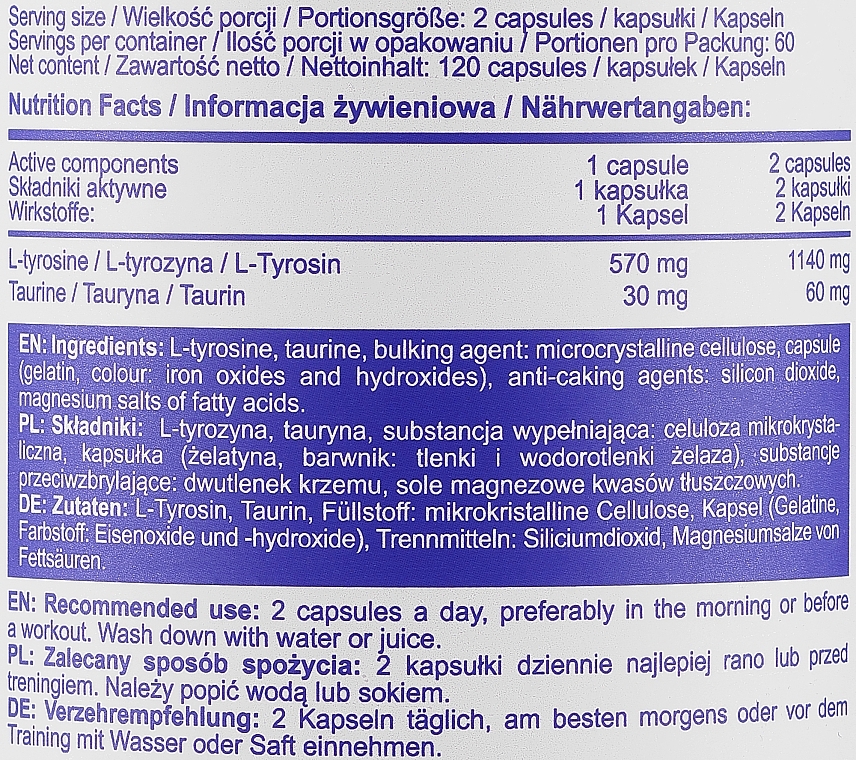 Serving size / Wielkość porcji / Portionsgröße: 2 capsules / kapsułki / Kapseln
Servings per container / Ilość porcji w opakowaniu / Portionen pro Packung: 60
Net content / Zawartość netto / Nettoinhalt: 120 capsules / kapsułek / Kapseln
Nutrition Facts / Informacja żywieniowa / Nährwertangaben:
Active components 1 capsule 2 capsules
Składniki aktywne 1 kapsułka 2 kapsułki
Wirkstoffe: 1 Kapsel 2 Kapseln
L-tyrosine / L-tyrozyna / L-Tyrosin 570 mg 1140 mg
Taurine / Tauryna / Taurin 30 mg 60 mg
EN: Ingredients: L-tyrosine, taurine, bulking agent: microcrystalline cellulose, capsule
(gelatin, colour: iron oxides and hydroxides), anti-caking agents: silicon dioxide,
magnesium salts of fatty acids.
PL: Składniki: L-tyrozyna, tauryna, substancja wypełniająca: celuloza mikrokrysta-
liczna, kapsułka (żelatyna, barwnik: tlenki i wodorotlenki żelaza), substancje
przeciwzbrylające: dwutlenek krzemu, sole magnezowe kwasów tłuszczowych.
DE: Zutaten: L-Tyrosin, Taurin, Füllstoff: mikrokristalline Cellulose, Kapsel (Gelatine,
Farbstoff: Eisenoxide und -hydroxide), Trennmitteln: Siliciumdioxid, Magnesiumsalze von
Fettsäuren.
EN: Recommended use: 2 capsules a day, preferably in the morning or before
a workout. Wash down with water or juice.
PL: Zalecany sposób spożycia: 2 kapsułki dziennie najlepiej rano lub przed
treningiem. Należy popić wodą lub sokiem.
DE: Verzehrempfehlung: 2 Kapseln täglich, am besten morgens oder vor dem
Training mit Wasser oder Saft einnehmen.